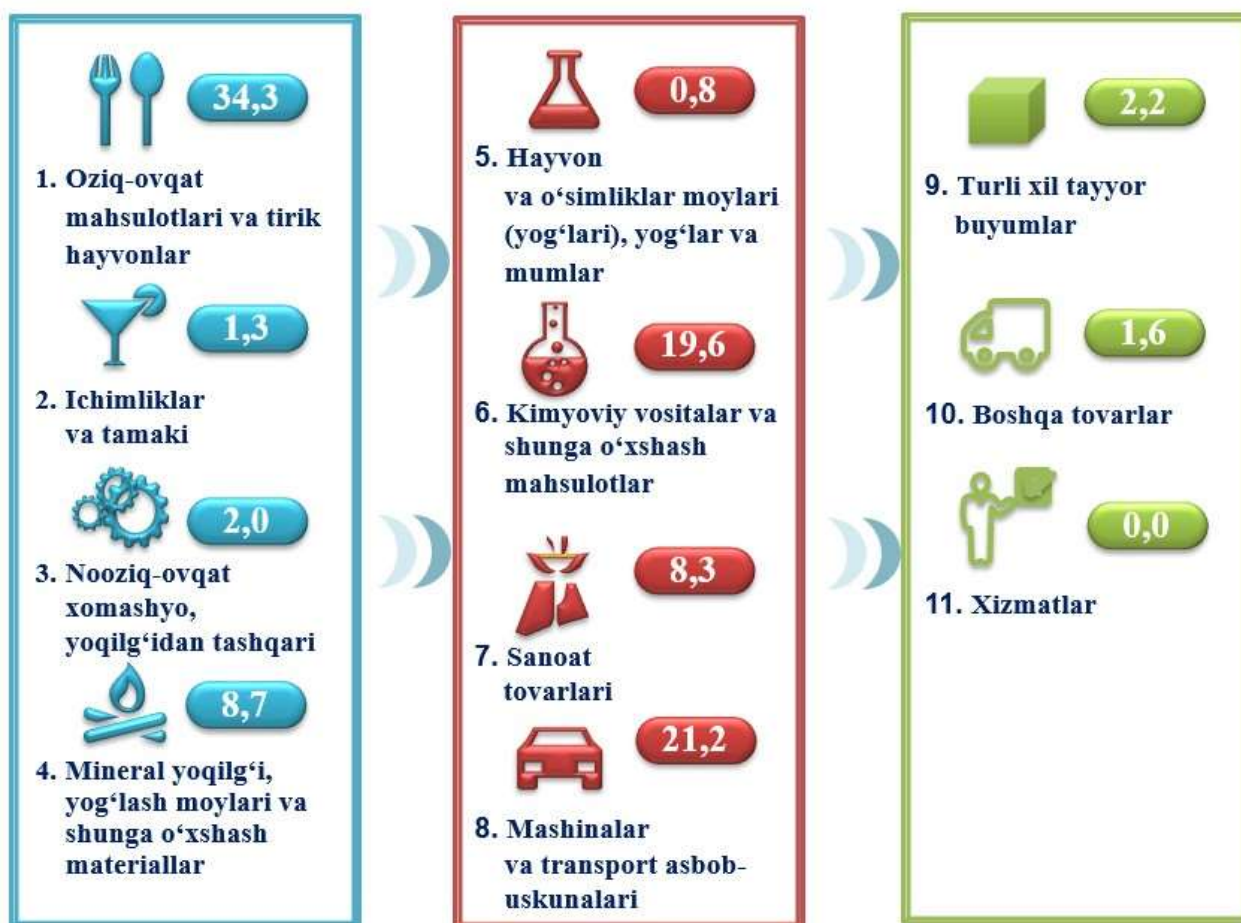 34,3
1. Oziq-ovqat
mahsulotlari va tirik
hayvonlar
1,3
2. Ichimliklar
va tamaki
2,0
3. Nooziq-ovqat
xomashyo,
yoqilg‘idan tashqari
8,7
4. Mineral yoqilg‘i,
yog‘lash moylari va
shunga o‘xshash
materiallar
0,8
5. Hayvon
va o‘simliklar moylari
(yog‘lari), yog‘lar va
mumlar
19,6
6. Kimyoviy vositalar va
shunga o‘xshash
mahsulotlar
8,3
7. Sanoat
tovarlari
21,2
8. Mashinalar
va transport asbob-
uskunalari
2,2
9. Turli xil tayyor
buyumlar
1,6
10. Boshqa tovarlar
0,0
11. Xizmatlar